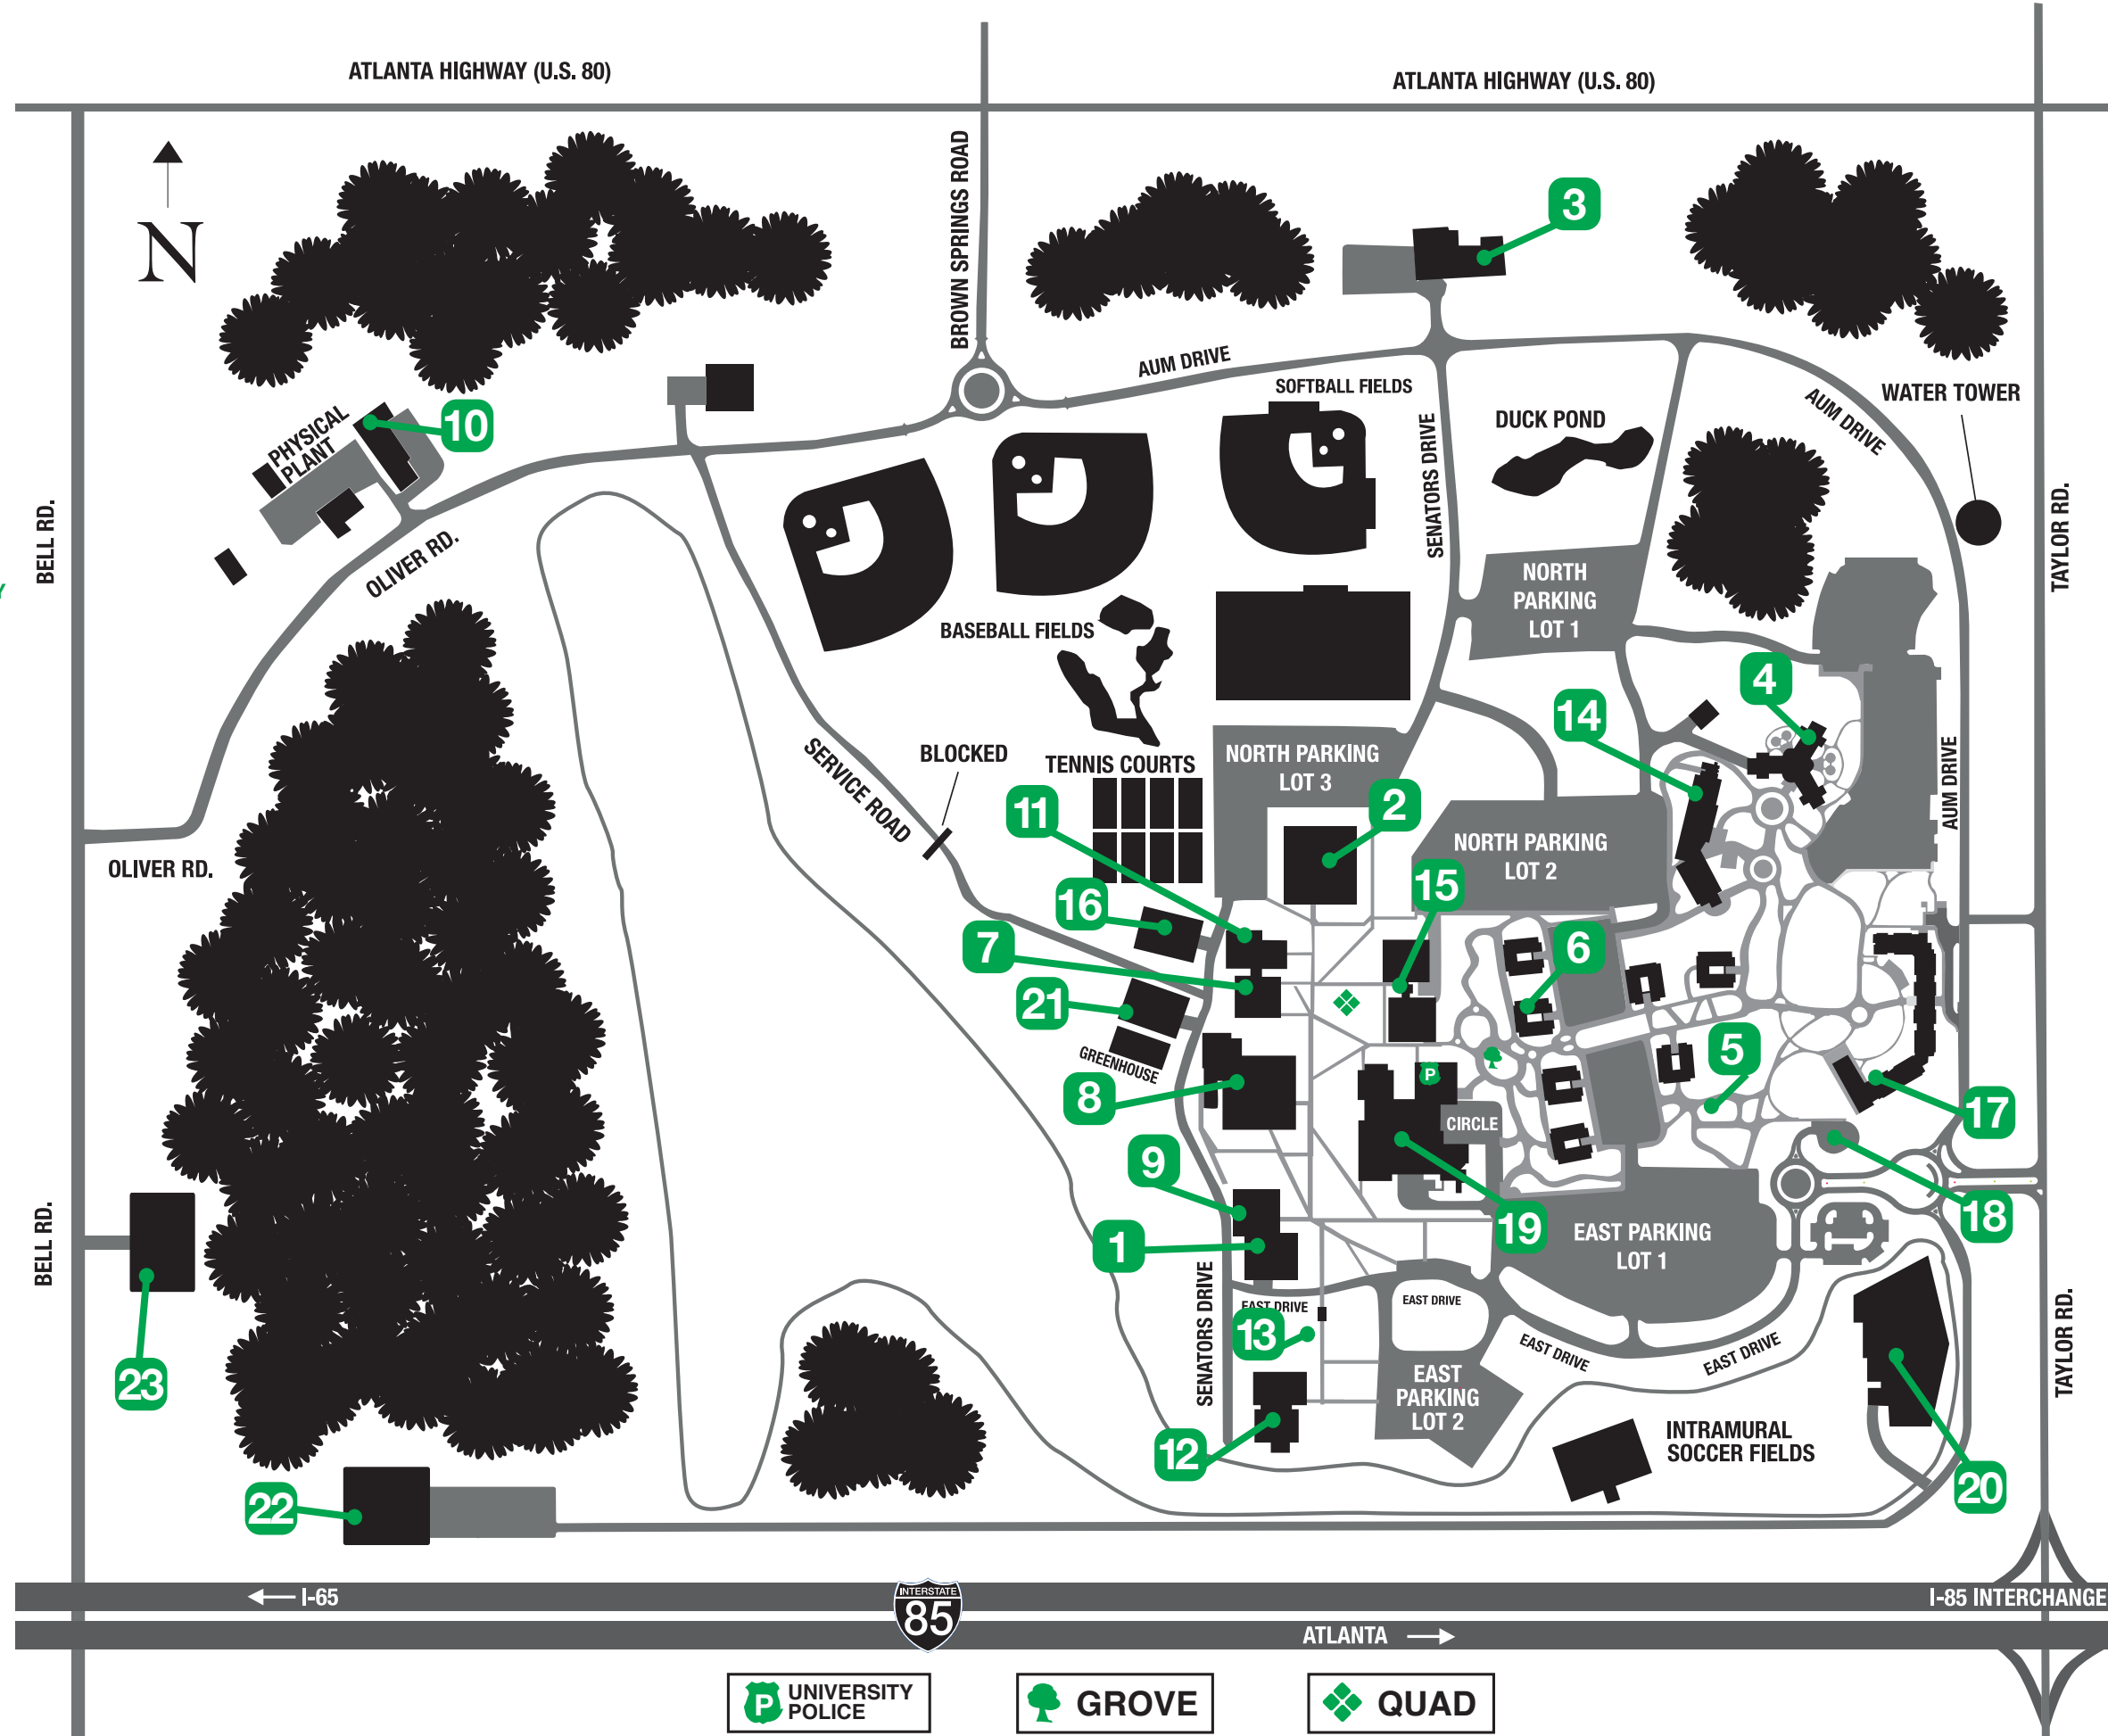 ATLANTA HIGHWAY (U.S. 80)
ATLANTA HIGHWAY (U.S. 80)
BROWN SPRINGS ROAD
3
N
AUM DRIVE
SOFTBALL FIELDS
WATER TOWER
AUM DRIVE
DUCK POND
PHYSICAL
PLANT
10
SENATORS DRIVE
BELL RD.
TAYLOR RD.
OLIVER RD.
NORTH
PARKING
LOT 1
BASEBALL FIELDS
4
14
SERVICE ROAD
BLOCKED
TENNIS COURTS
NORTH PARKING
LOT 3
AUM DRIVE
11
2
NORTH PARKING
LOT 2
OLIVER RD.
15
16
7
6
21
GREENHOUSE
5
P
8
CIRCLE
17
9
18
19
1
EAST PARKING
LOT 1
BELL RD.
SENATORS DRIVE
EAST DRIVE
EAST DRIVE
13
EAST DRIVE
EAST DRIVE
TAYLOR RD.
23
EAST
PARKING
LOT 2
12
INTRAMURAL
SOCCER FIELDS
20
22
I-65
INTERSTATE
85
I-85 INTERCHANGE
ATLANTA
P
UNIVERSITY
POLICE
GROVE
QUAD